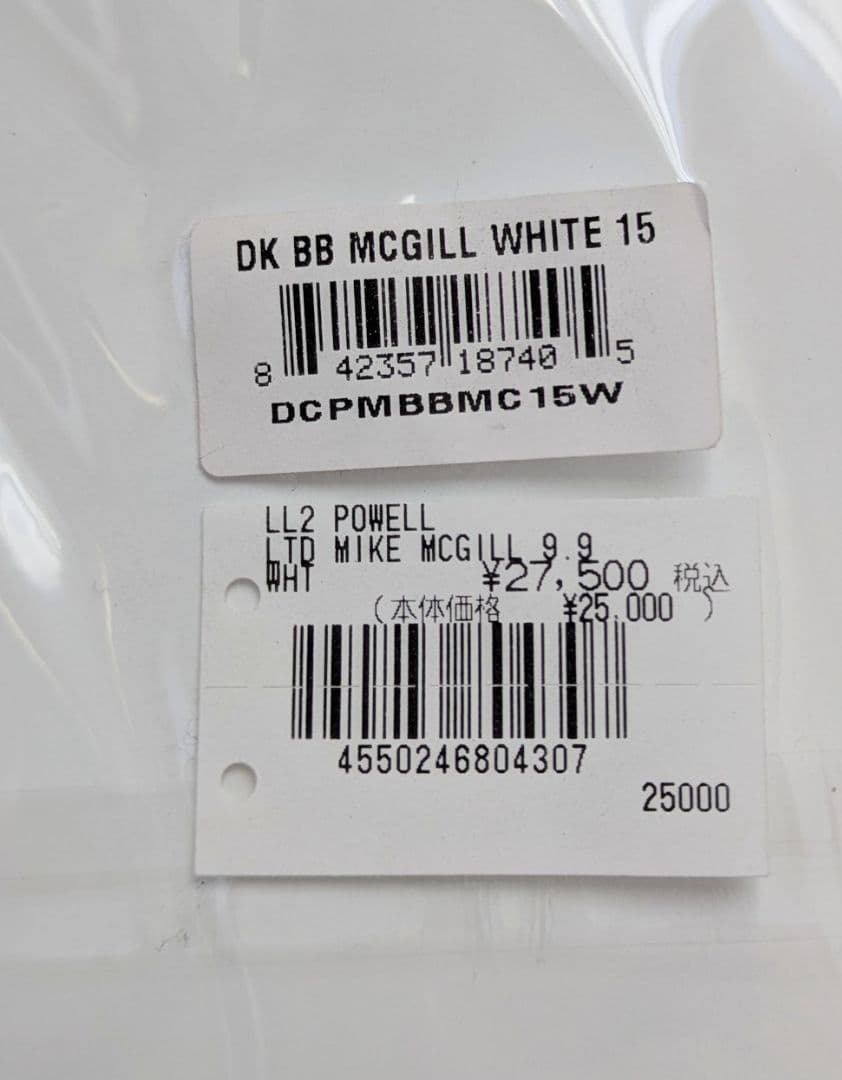 DK BB MCGILL WHITE 15
8 42357 18740 5
DCPMBBMC15W
LL2 POWELL
LTD MIKE MCGILL 9.9
WHT ¥27,500 税込
(本体価格 ¥25,000 )
4550246804307
25000